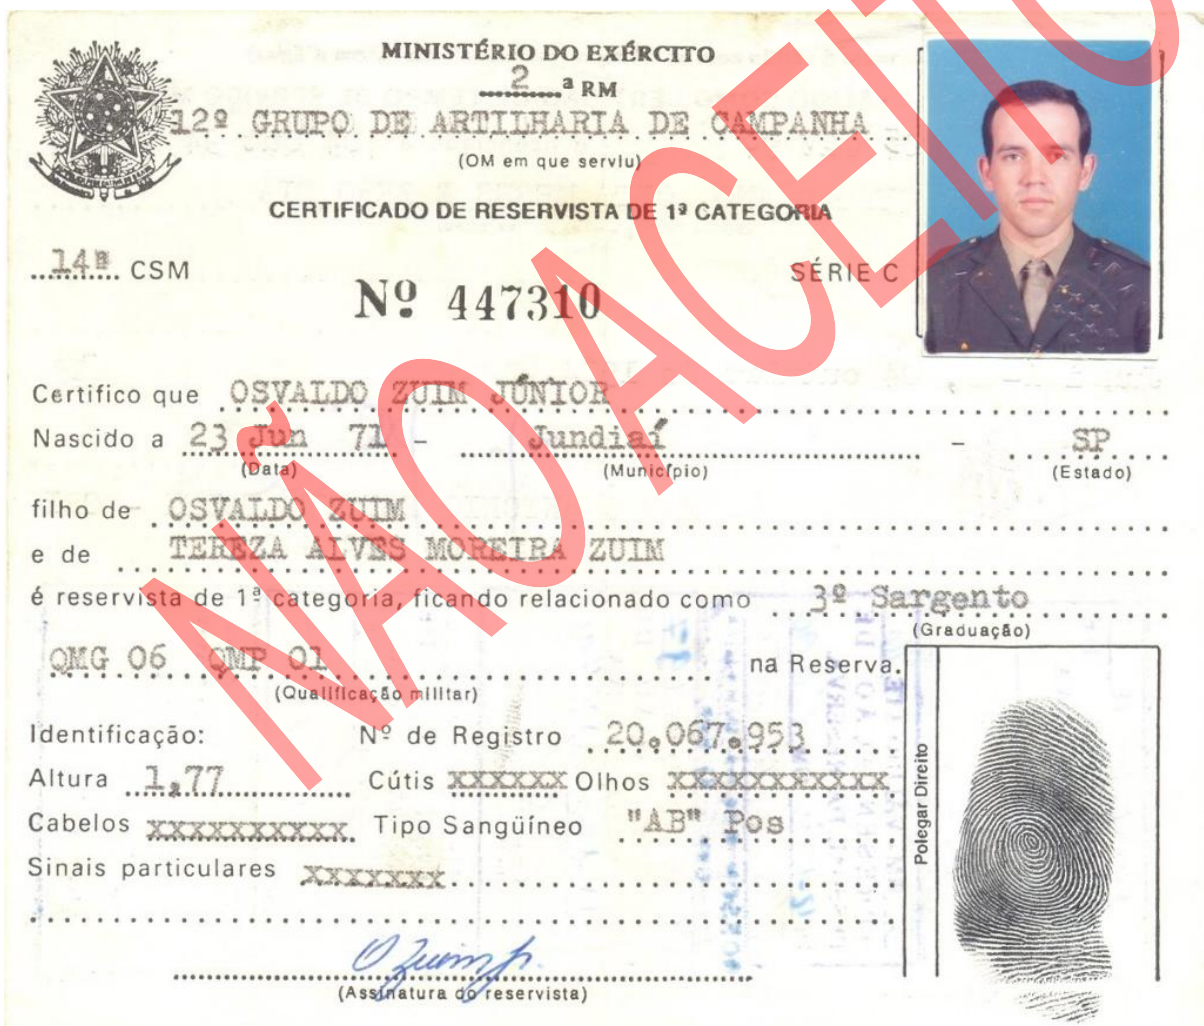 MINISTÉRIO DO EXÉRCITO
2ª RM
12º GRUPO DE ARTILHARIA DE CAMPANHA
(OM em que serviu)
CERTIFICADO DE RESERVISTA DE 1ª CATEGORIA
14ª CSM
SÉRIE C
Nº 447310
Certifico que OSVALDO ZUIM JÚNIOR
Nascido a 23 Jun 71 - Jundiaí - SP
(Data) (Município) (Estado)
filho de OSVALDO ZUIM
e de TEREZA ALVES MOREIRA ZUIM
é reservista de 1ª categoria, ficando relacionado como 3º Sargento
(Graduação)
QMG 06 QMP 01 na Reserva.
(Qualificação militar)
Identificação: Nº de Registro 20.067.953
Altura 1,77 Cútis xxxxxx Olhos xxxxxxxxxxx
Cabelos xxxxxxxxxx Tipo Sangüíneo "AB" Pos
Sinais particulares xxxxxxx
Polegar Direito
O Zuim Jr.
(Assinatura do reservista)
NÃO ACEITO